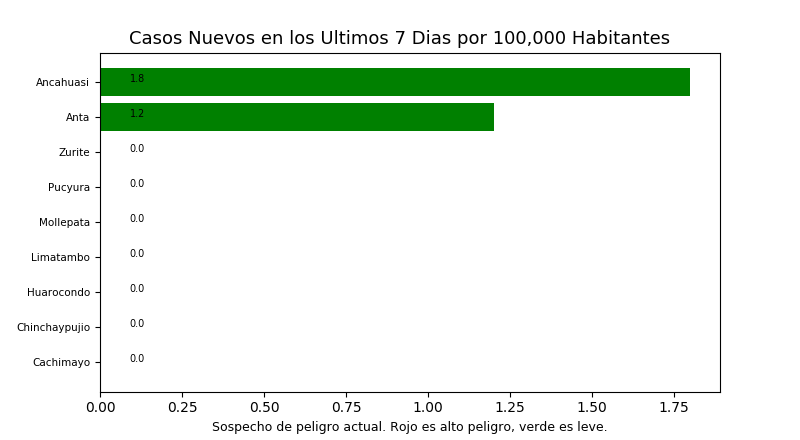 Casos Nuevos en los Ultimos 7 Dias por 100,000 Habitantes
Ancahuasi 1.8
Anta 1.2
Zurite 0.0
Pucyura 0.0
Mollepata 0.0
Limatambo 0.0
Huarocondo 0.0
Chinchaypujio 0.0
Cachimayo 0.0
0.00 0.25 0.50 0.75 1.00 1.25 1.50 1.75
Sospecho de peligro actual. Rojo es alto peligro, verde es leve.